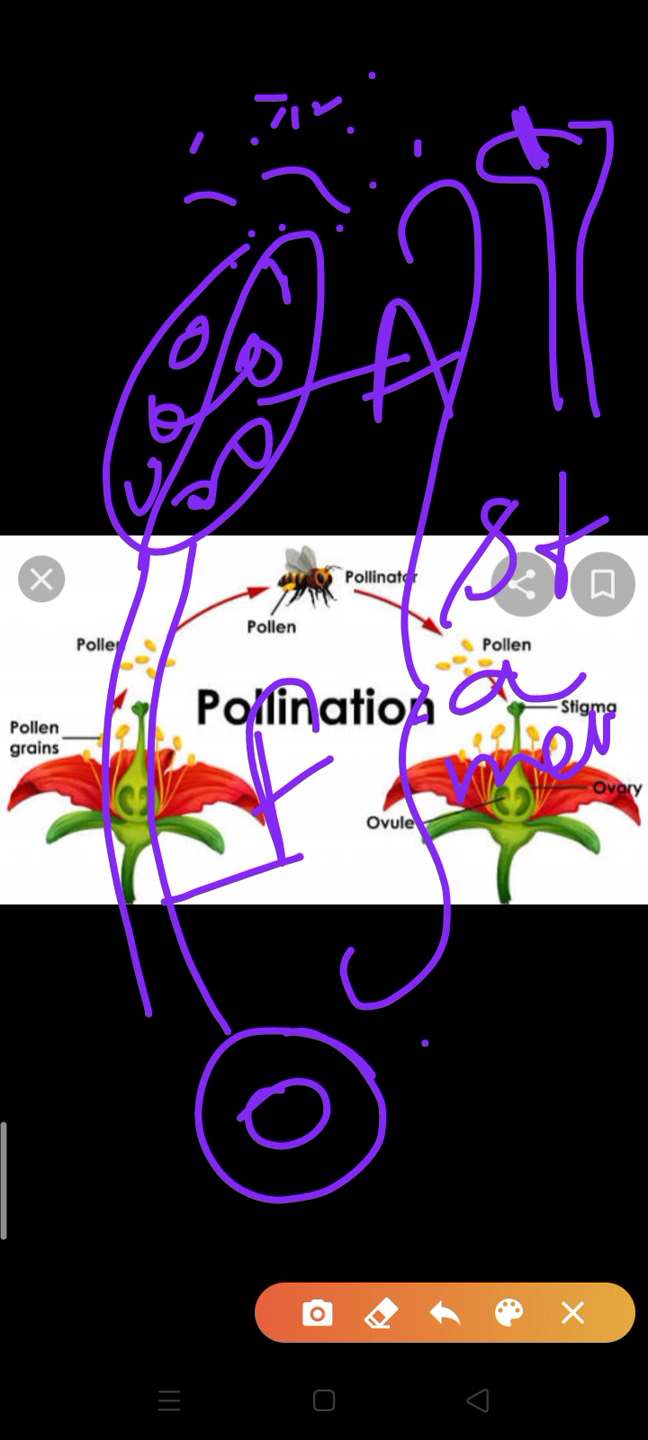 A
St
Pollinator
Pollen
Pollen
Pollen
a
Pollination
Stigma
Pollen
grains
men
Ovary
Ovule
F